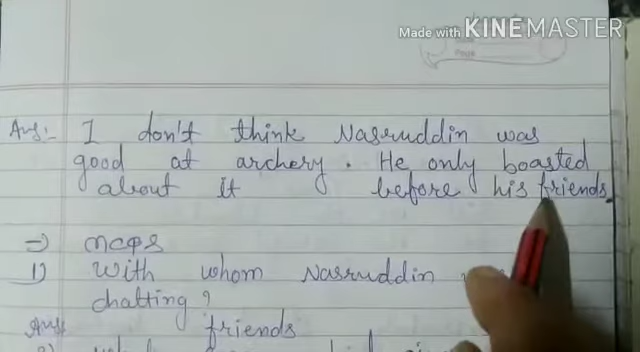 Made with KINEMASTER
Ans:- I don't think Nasruddin was
good at archery. He only boasted
about it before his friends.
=) MCQS
1) With whom Nasruddin
chatting?
Ans friends